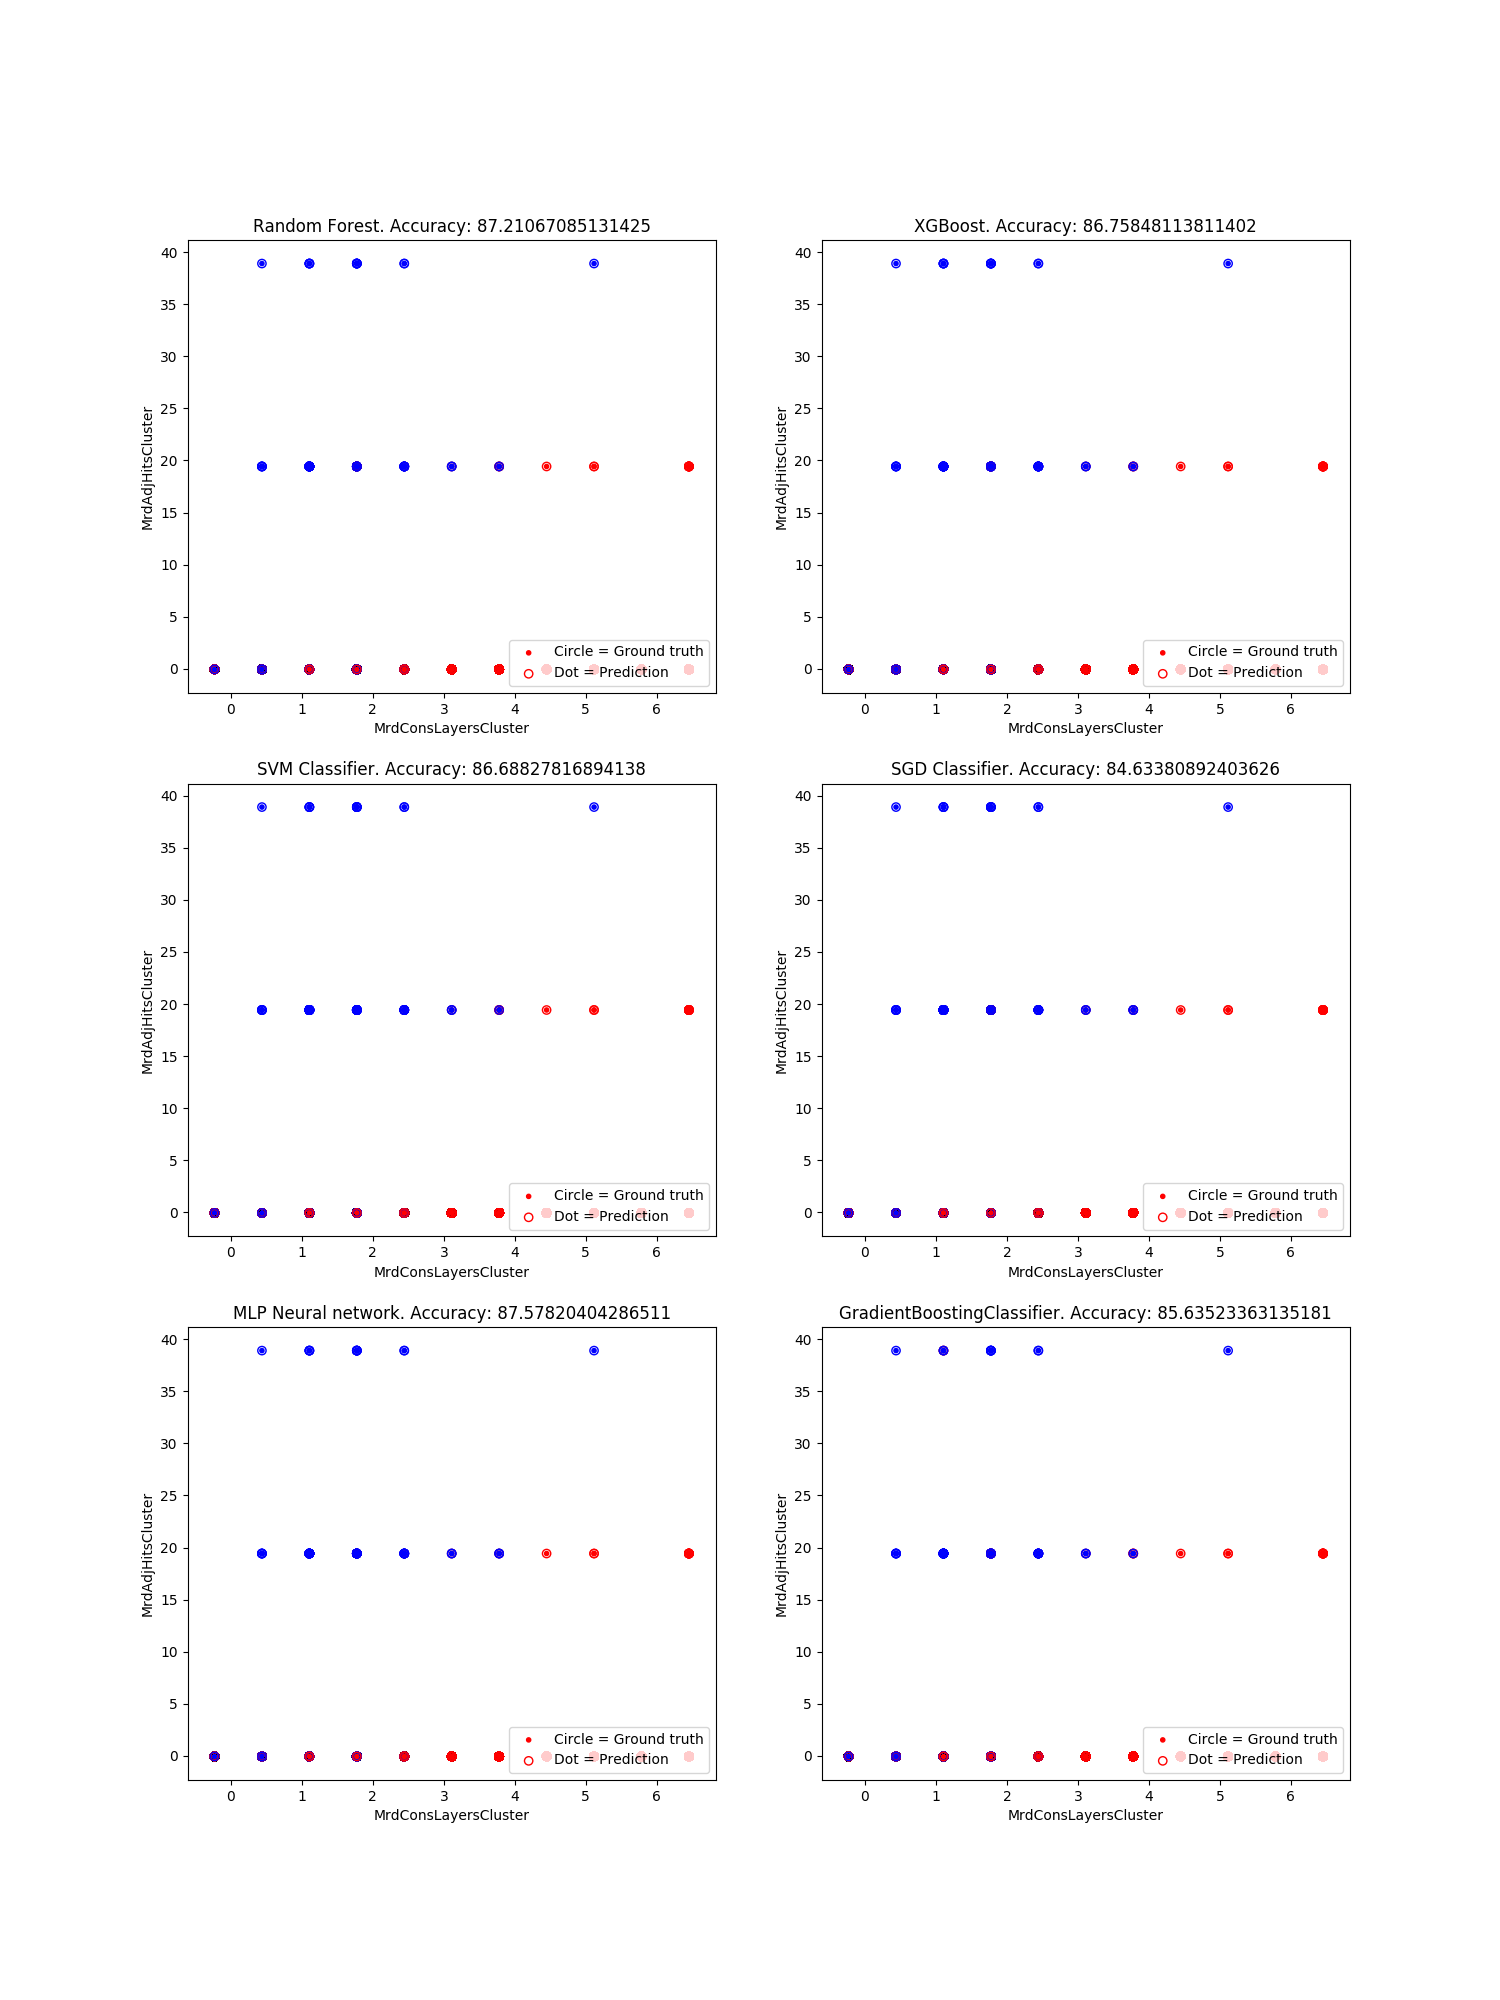 Random Forest. Accuracy: 87.21067085131425
40
35
30
25
20
15
10
5
0
MrdAdjHitsCluster
Circle = Ground truth
Dot = Prediction
0 1 2 3 4 5 6
MrdConsLayersCluster
XGBoost. Accuracy: 86.75848113811402
40
35
30
25
20
15
10
5
0
MrdAdjHitsCluster
Circle = Ground truth
Dot = Prediction
0 1 2 3 4 5 6
MrdConsLayersCluster
SVM Classifier. Accuracy: 86.68827816894138
40
35
30
25
20
15
10
5
0
MrdAdjHitsCluster
Circle = Ground truth
Dot = Prediction
0 1 2 3 4 5 6
MrdConsLayersCluster
SGD Classifier. Accuracy: 84.63380892403626
40
35
30
25
20
15
10
5
0
MrdAdjHitsCluster
Circle = Ground truth
Dot = Prediction
0 1 2 3 4 5 6
MrdConsLayersCluster
MLP Neural network. Accuracy: 87.57820404286511
40
35
30
25
20
15
10
5
0
MrdAdjHitsCluster
Circle = Ground truth
Dot = Prediction
0 1 2 3 4 5 6
MrdConsLayersCluster
GradientBoostingClassifier. Accuracy: 85.63523363135181
40
35
30
25
20
15
10
5
0
MrdAdjHitsCluster
Circle = Ground truth
Dot = Prediction
0 1 2 3 4 5 6
MrdConsLayersCluster